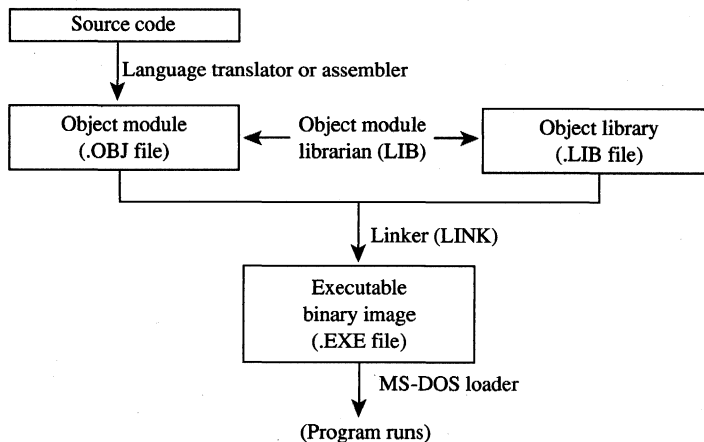 Source code
Language translator or assembler
Object module
(.OBJ file)
Object module
librarian (LIB)
Object library
(.LIB file)
Linker (LINK)
Executable
binary image
(.EXE file)
MS-DOS loader
(Program runs)